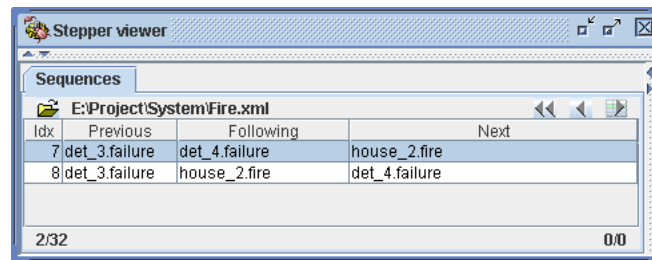 Stepper viewer
Sequences
E:\Project\System\Fire.xml
Idx Previous Following Next
7 det_3.failure det_4.failure house_2.fire
8 det_3.failure house_2.fire det_4.failure
2/32 0/0